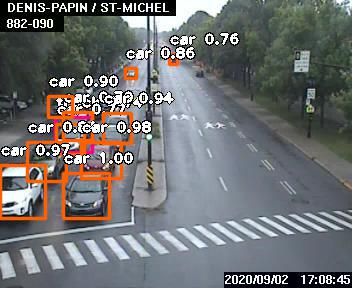 DENIS-PAPIN / ST-MICHEL
882-090
car 0.76
car 0.86
car 0.90
0.94
car 0.98
car 0.97
car 1.00
2020/09/02 17:08:45